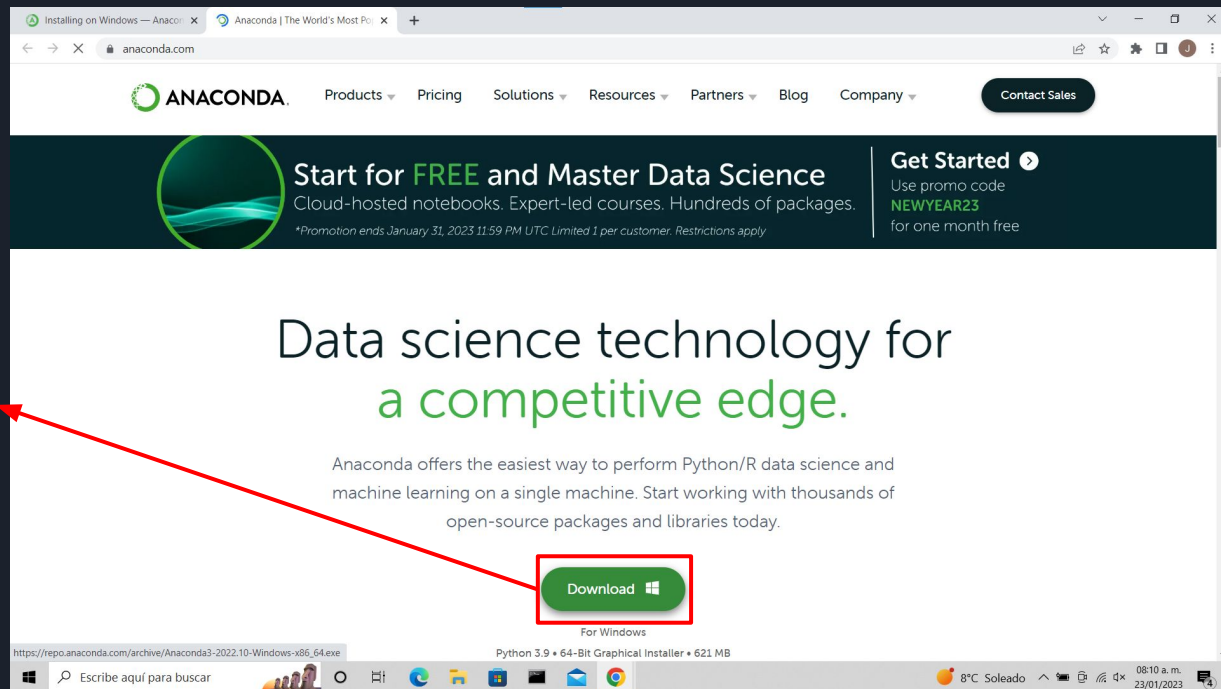 Installing on Windows — Anacon
Anaconda | The World's Most Po
anaconda.com
J
ANACONDA.
Products
Pricing
Solutions
Resources
Partners
Blog
Company
Contact Sales
Start for FREE and Master Data Science
Cloud-hosted notebooks. Expert-led courses. Hundreds of packages.
*Promotion ends January 31, 2023 11:59 PM UTC Limited 1 per customer. Restrictions apply
Get Started
Use promo code
NEWYEAR23
for one month free
Data science technology for
a competitive edge.
Anaconda offers the easiest way to perform Python/R data science and
machine learning on a single machine. Start working with thousands of
open-source packages and libraries today.
Download
For Windows
Python 3.9 • 64-Bit Graphical Installer • 621 MB
https://repo.anaconda.com/archive/Anaconda3-2022.10-Windows-x86_64.exe
Escribe aquí para buscar
8°C Soleado
08:10 a. m.
23/01/2023
4